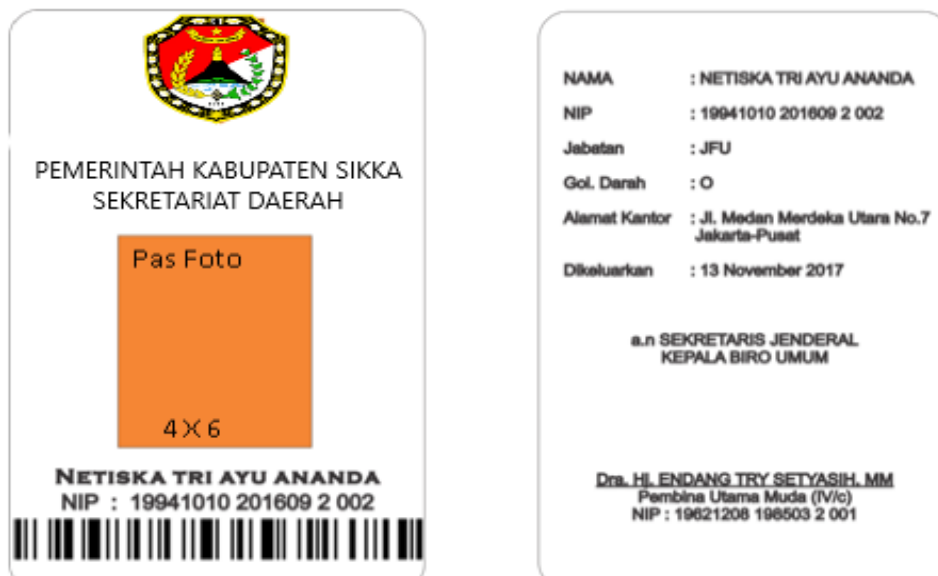 PEMERINTAH KABUPATEN SIKKA
SEKRETARIAT DAERAH
Pas Foto
4 X 6
NETISKA TRI AYU ANANDA
NIP : 19941010 201609 2 002
NAMA : NETISKA TRI AYU ANANDA
NIP : 19941010 201609 2 002
Jabatan : JFU
Gol. Darah : O
Alamat Kantor : Jl. Medan Merdeka Utara No.7
Jakarta-Pusat
Dikeluarkan : 13 November 2017
a.n SEKRETARIS JENDERAL
KEPALA BIRO UMUM
Dra. Hj. ENDANG TRY SETYASIH, MM
Pembina Utama Muda (IV/c)
NIP : 19621208 198503 2 001